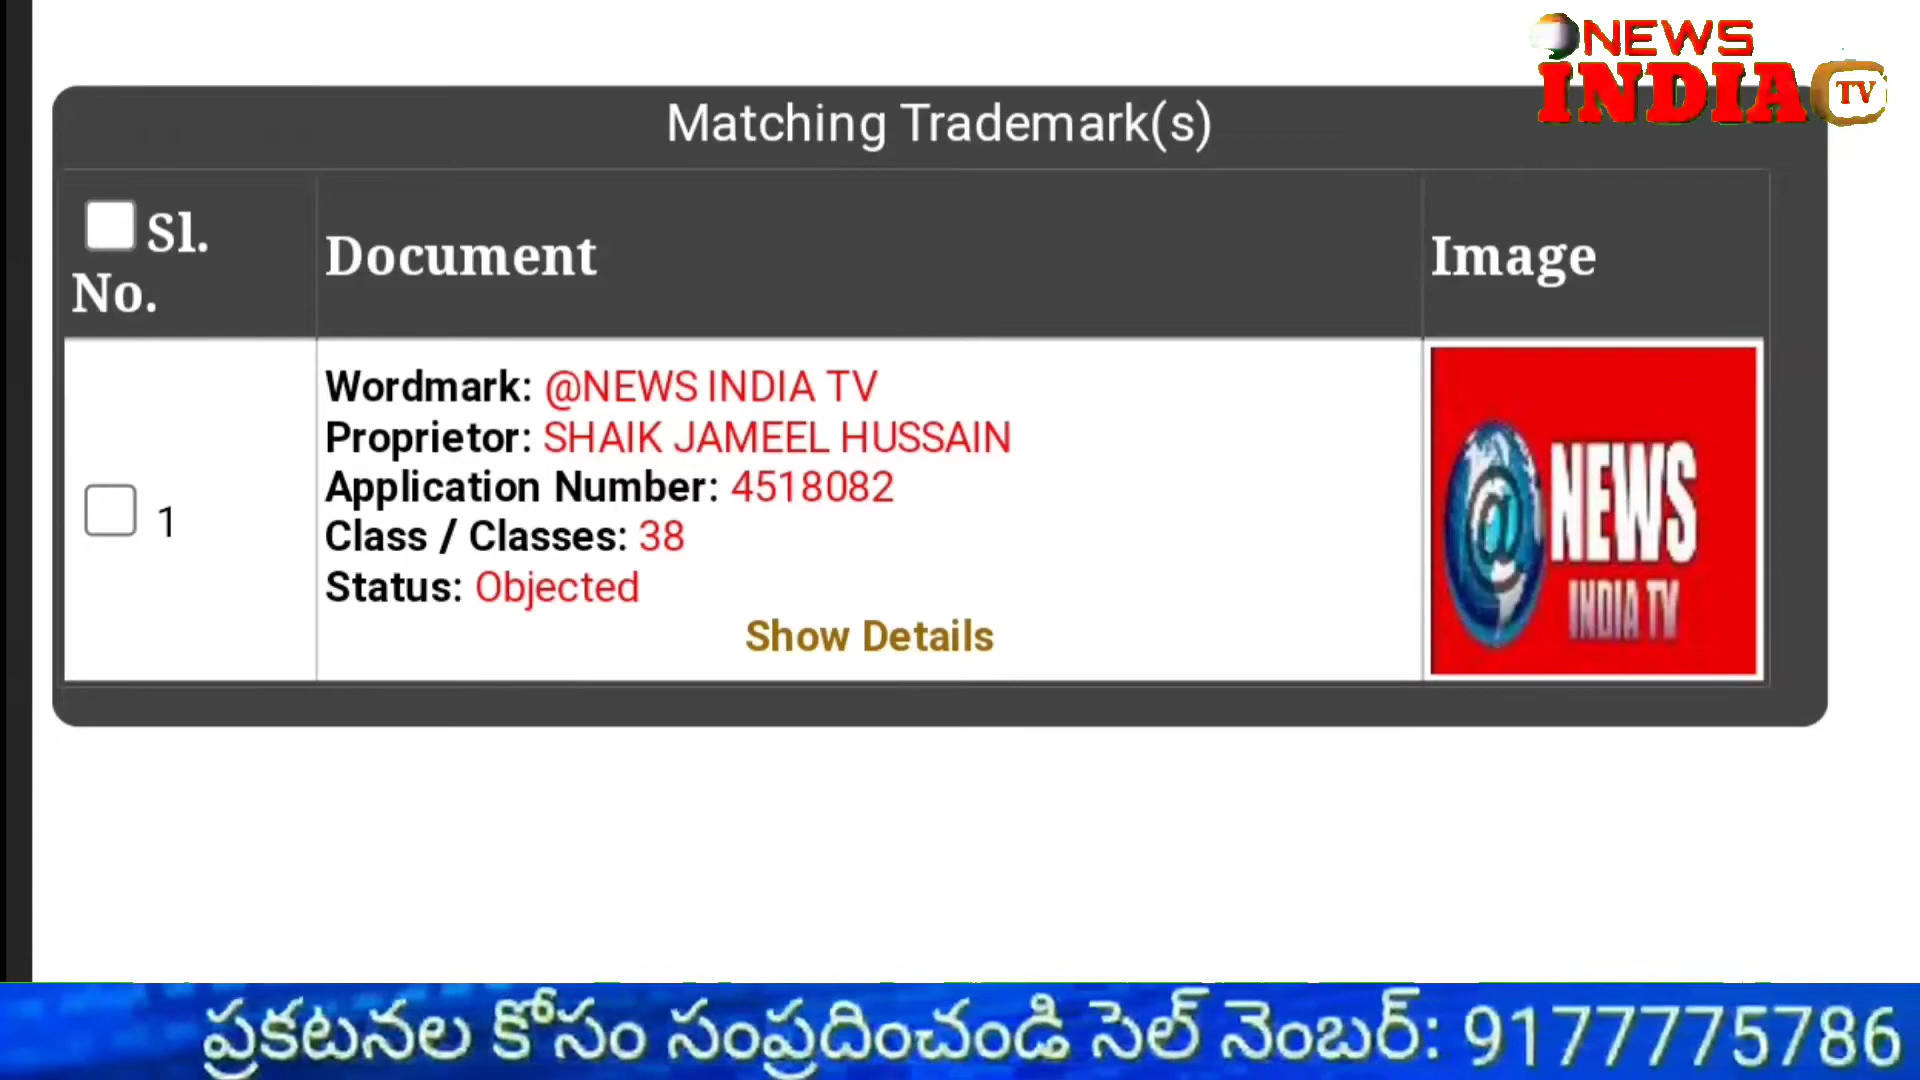 NEWS
INDIA TV
Matching Trademark(s)
Sl. No.
Document
Image
1
Wordmark: @NEWS INDIA TV
Proprietor: SHAIK JAMEEL HUSSAIN
Application Number: 4518082
Class / Classes: 38
Status: Objected
Show Details
@ NEWS
INDIA TV
ప్రకటనల కోసం సంప్రదించండి సెల్ నెంబర్: 9177775786